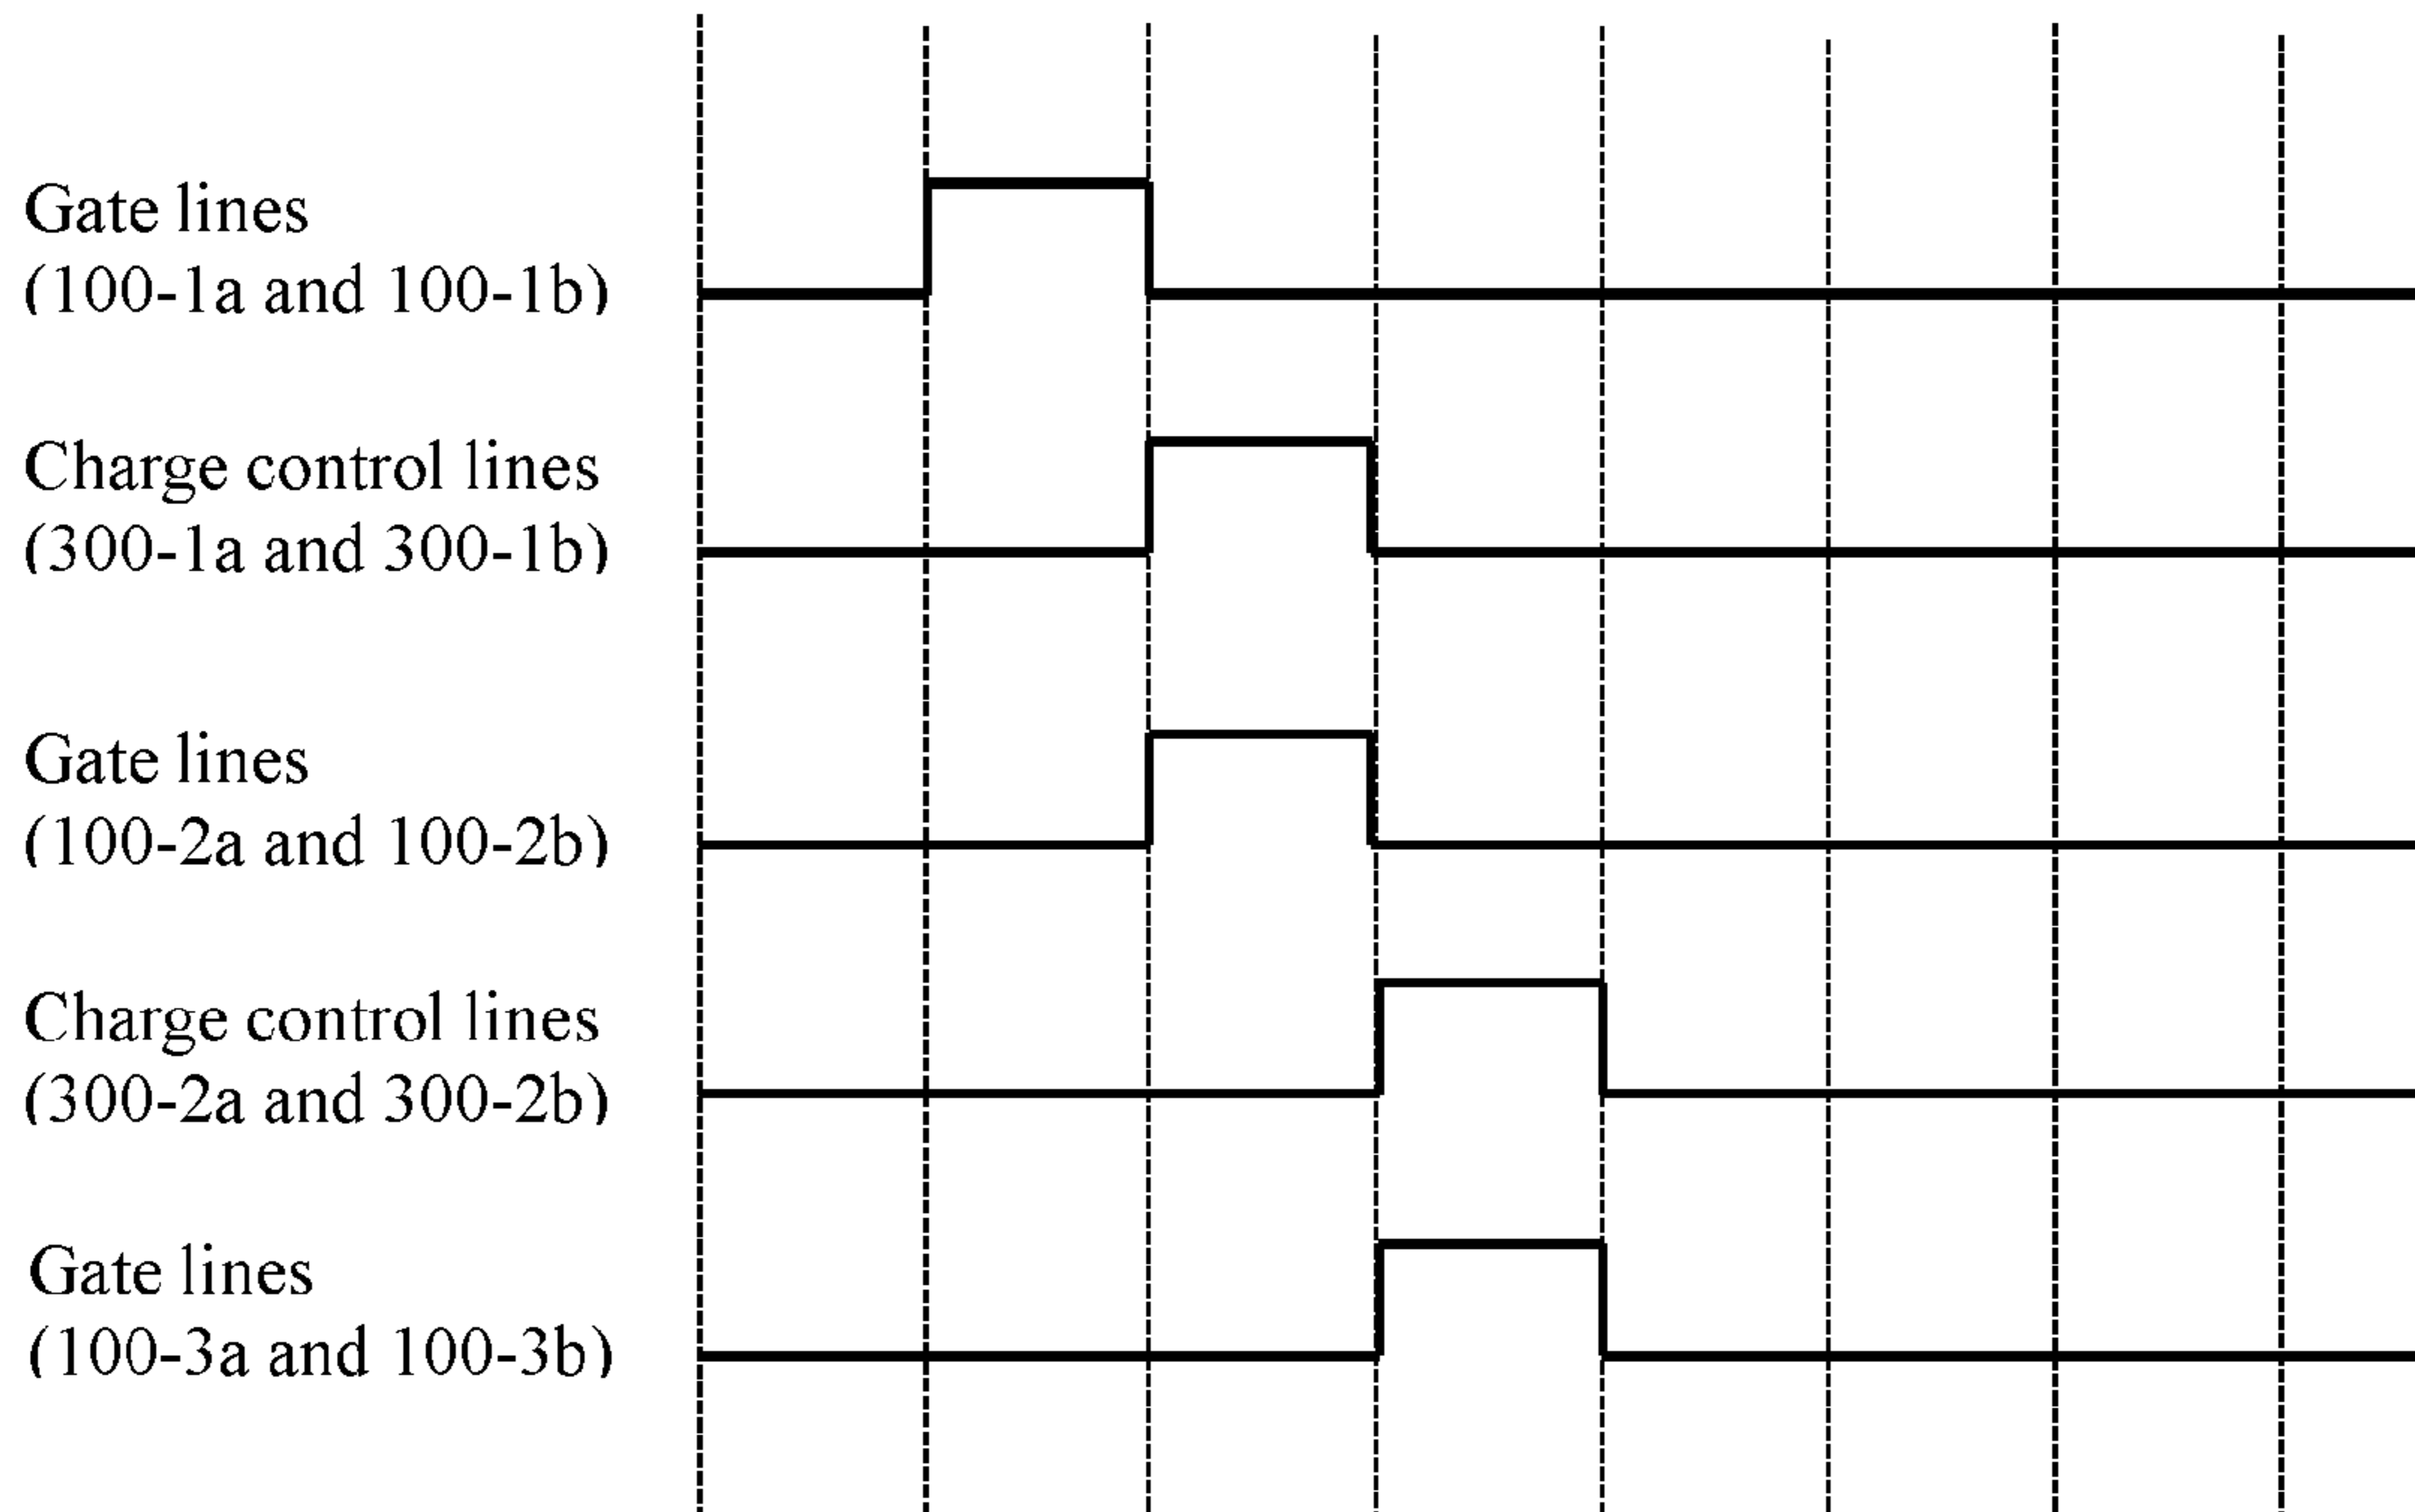 Gate lines
(100-1a and 100-1b)
Charge control lines
(300-1a and 300-1b)
Gate lines
(100-2a and 100-2b)
Charge control lines
(300-2a and 300-2b)
Gate lines
(100-3a and 100-3b)